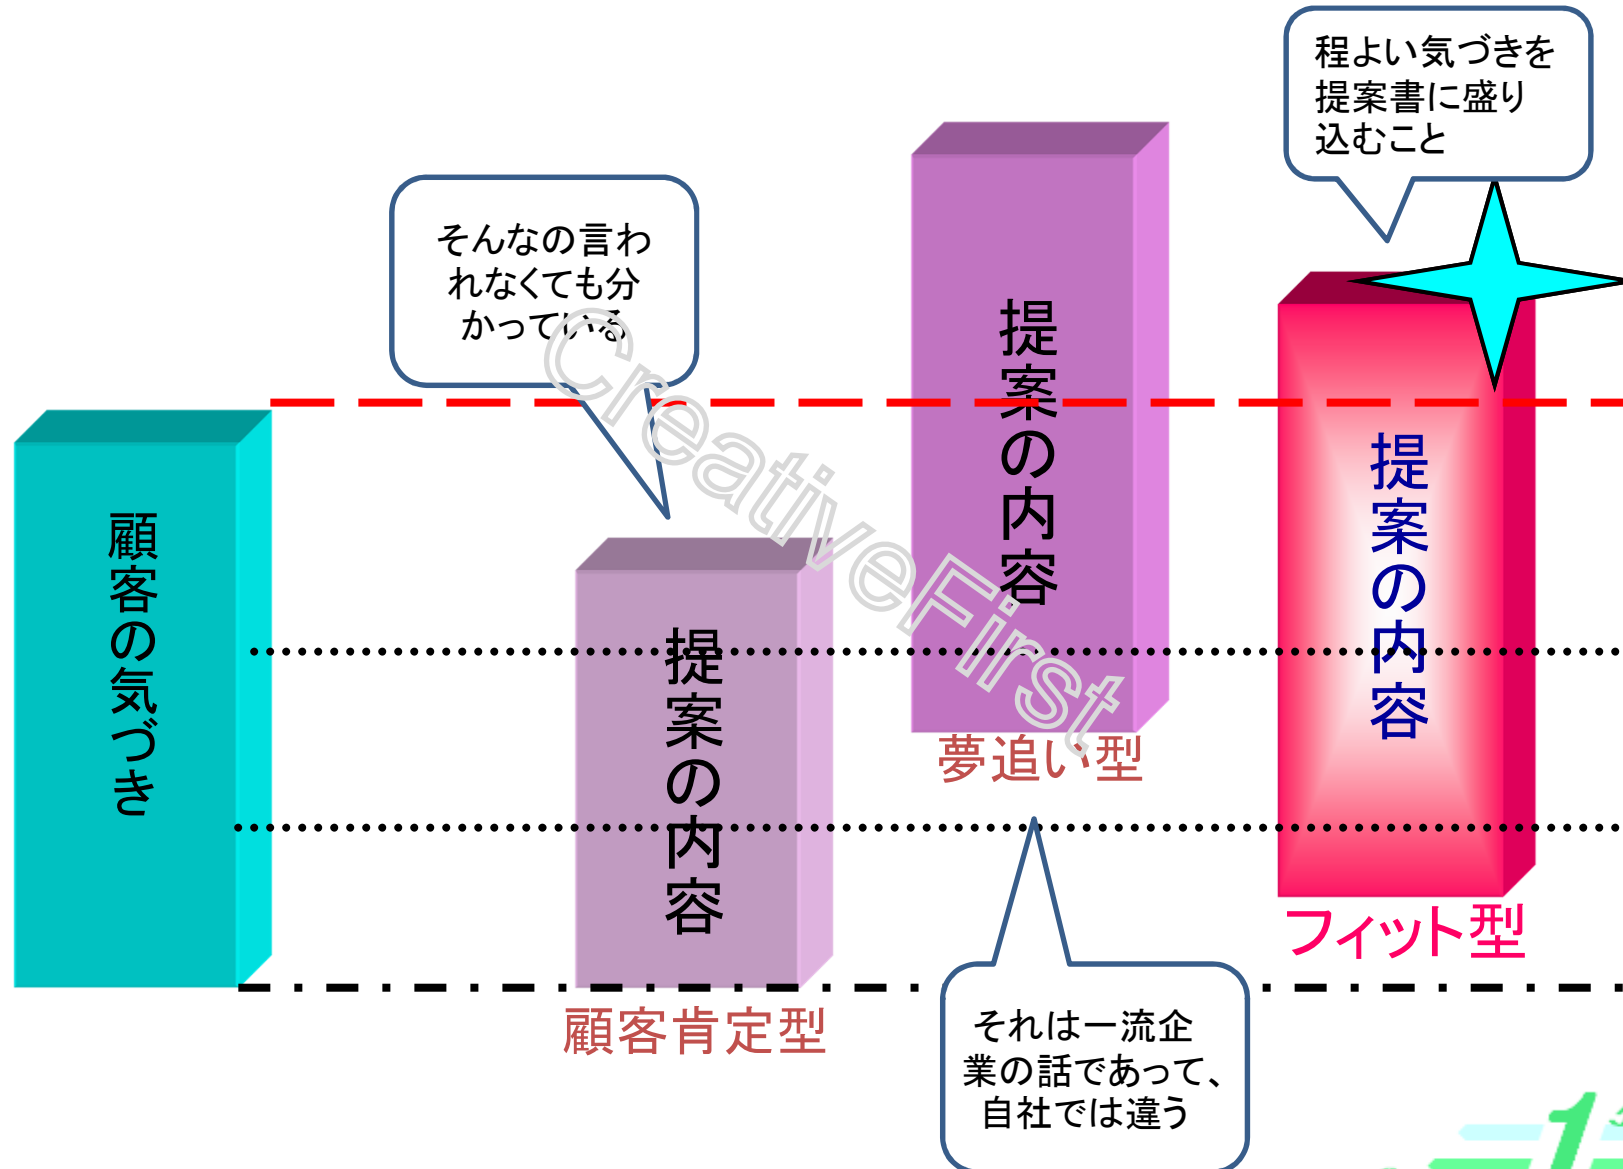 程よい気づきを
提案書に盛り
込むこと
そんなの言わ
れなくても分
かっている
顧客の気づき
提案の内容
提案の内容
提案の内容
CreativeFirst
夢追い型
フィット型
顧客肯定型
それは一流企
業の話であって、
自社では違う
1